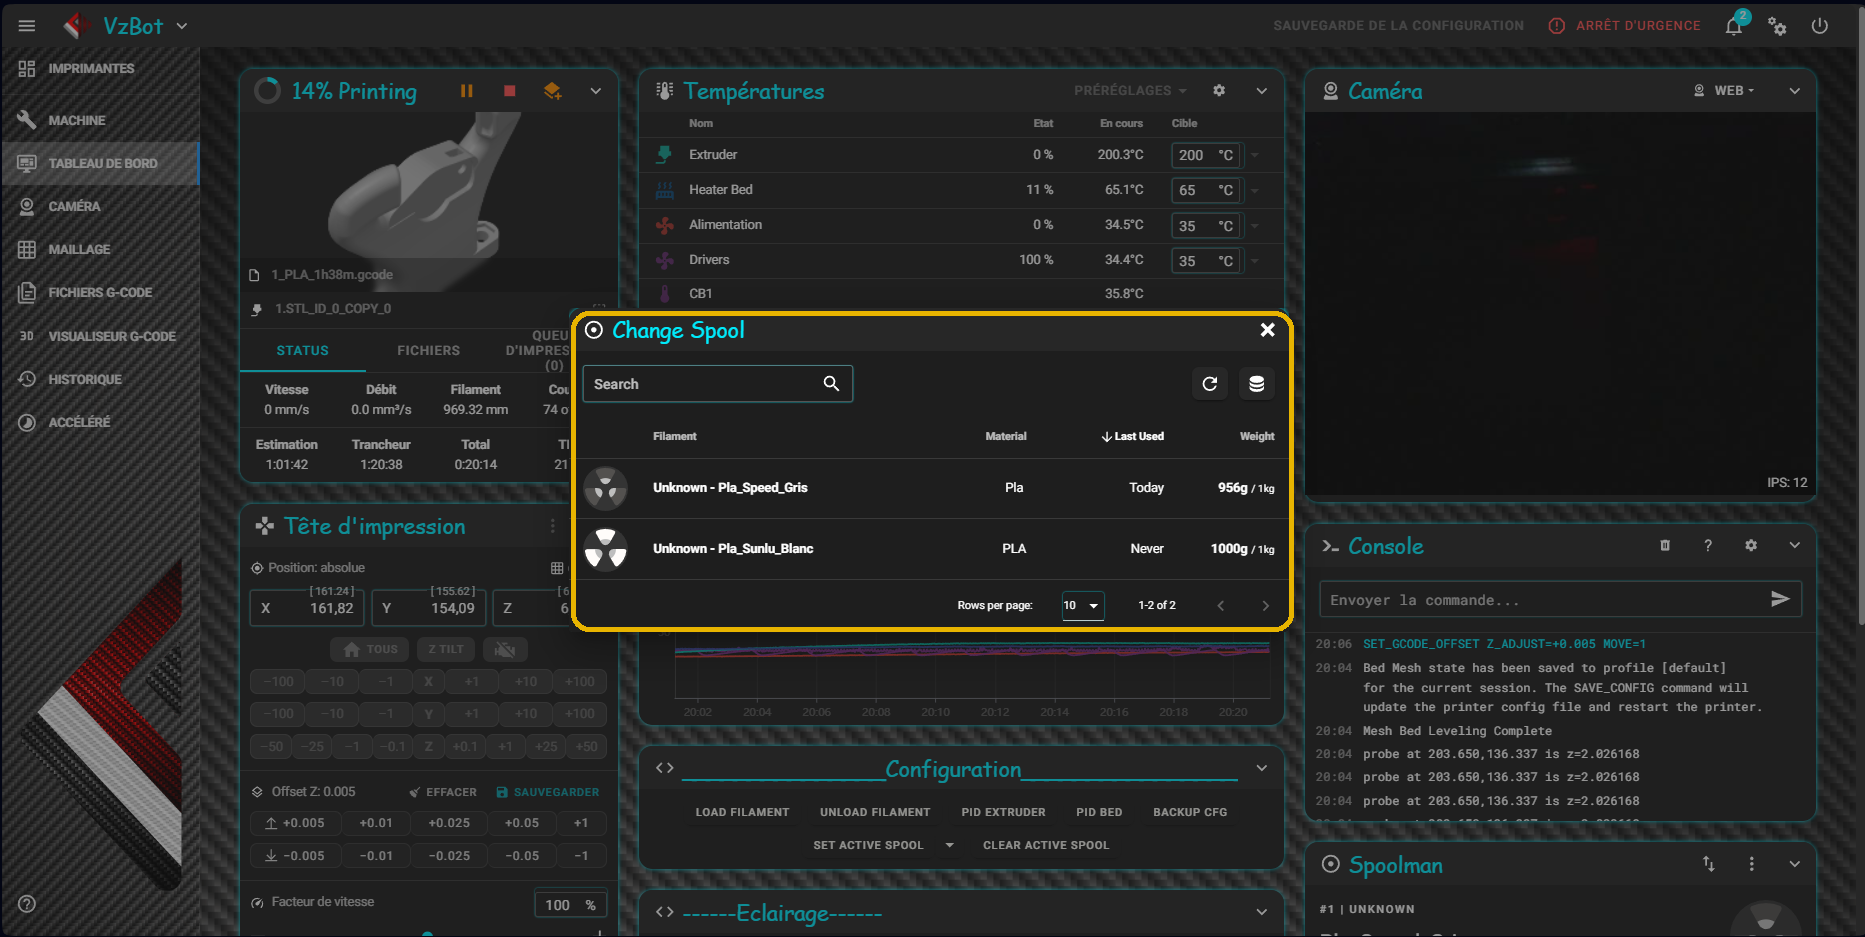 VzBot
SAUVEGARDE DE LA CONFIGURATION
ARRÊT D'URGENCE
2
IMPRIMANTES
MACHINE
TABLEAU DE BORD
CAMÉRA
MAILLAGE
FICHIERS G-CODE
3D VISUALISEUR G-CODE
HISTORIQUE
ACCÉLÉRÉ
14% Printing
1_PLA_1h38m.gcode
1.STL_ID_0_COPY_0
STATUS
FICHIERS
QUEU
D'IMPRES
(0)
Vitesse Débit Filament Cou
0 mm/s 0.0 mm³/s 969.32 mm 74 o
Estimation Trancheur Total
1:01:42 1:20:38 0:20:14 21
Tête d'impression
Position: absolue
[161.24] [155.62] [6
X 161,82 Y 154,09 Z 6
TOUS Z TILT
−100 −10 −1 X +1 +10 +100
−100 −10 −1 Y +1 +10 +100
−50 −25 −1 −0.1 Z +0.1 +1 +25 +50
Offset Z: 0.005 EFFACER SAUVEGARDER
+0.005 +0.01 +0.025 +0.05 +1
−0.005 −0.01 −0.025 −0.05 −1
Facteur de vitesse 100 %
Températures
PRÉRÉGLAGES
Nom Etat En cours Cible
Extruder 0 % 200.3°C 200 °C
Heater Bed 11 % 65.1°C 65 °C
Alimentation 0 % 34.5°C 35 °C
Drivers 100 % 34.4°C 35 °C
CB1 35.8°C
Change Spool
Search
Filament Material Last Used Weight
Unknown - Pla_Speed_Gris Pla Today 956g / 1kg
Unknown - Pla_Sunlu_Blanc PLA Never 1000g / 1kg
Rows per page: 10 1-2 of 2
20:02 20:04 20:06 20:08 20:10 20:12 20:14 20:16 20:18 20:20
_________________Configuration__________________
LOAD FILAMENT UNLOAD FILAMENT PID EXTRUDER PID BED BACKUP CFG
SET ACTIVE SPOOL CLEAR ACTIVE SPOOL
------Eclairage------
Caméra
WEB
IPS: 12
Console
Envoyer la commande...
20:06 SET_GCODE_OFFSET Z_ADJUST=+0.005 MOVE=1
20:04 Bed Mesh state has been saved to profile [default]
for the current session. The SAVE_CONFIG command will
update the printer config file and restart the printer.
20:04 Mesh Bed Leveling Complete
20:04 probe at 203.650,136.337 is z=2.026168
20:04 probe at 203.650,136.337 is z=2.026168
20:04 probe at 203.650,136.337 is z=2.026168
Spoolman
#1 | UNKNOWN